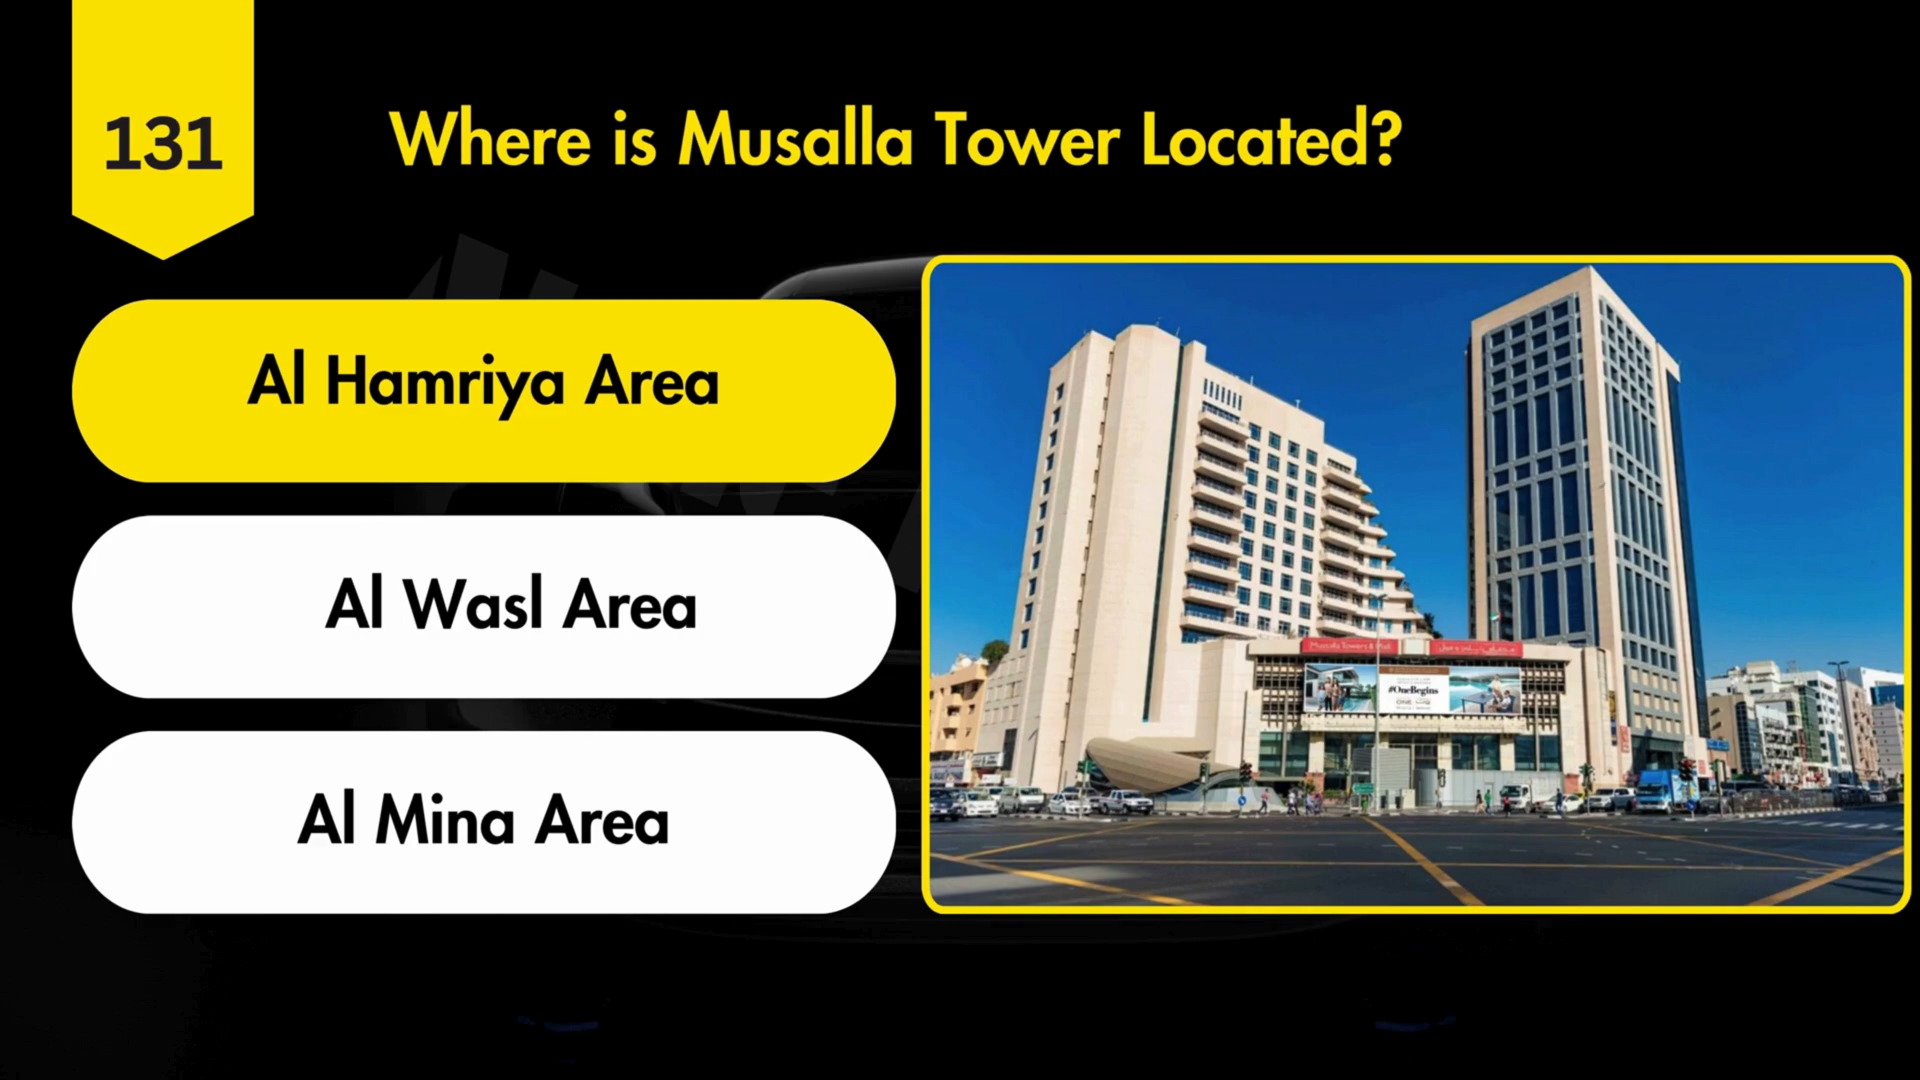 131
Where is Musalla Tower Located?
Al Hamriya Area
Al Wasl Area
Al Mina Area
Musalla Towers & Mall
#OneBegins